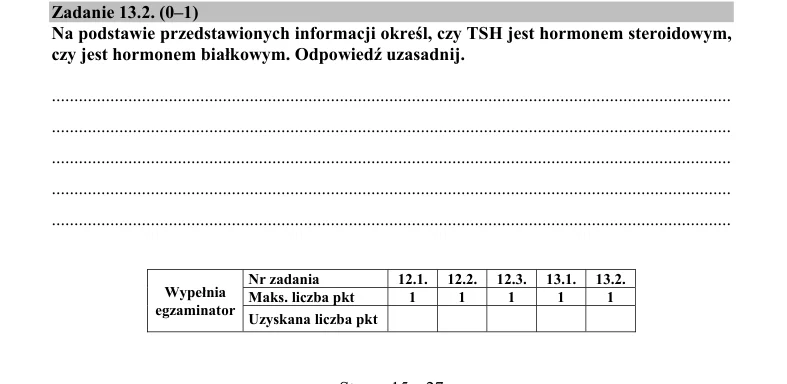 Zadanie 13.2. (0–1)
Na podstawie przedstawionych informacji określ, czy TSH jest hormonem steroidowym,
czy jest hormonem białkowym. Odpowiedź uzasadnij.
Wypełnia egzaminator
Nr zadania 12.1. 12.2. 12.3. 13.1. 13.2.
Maks. liczba pkt 1 1 1 1 1
Uzyskana liczba pkt